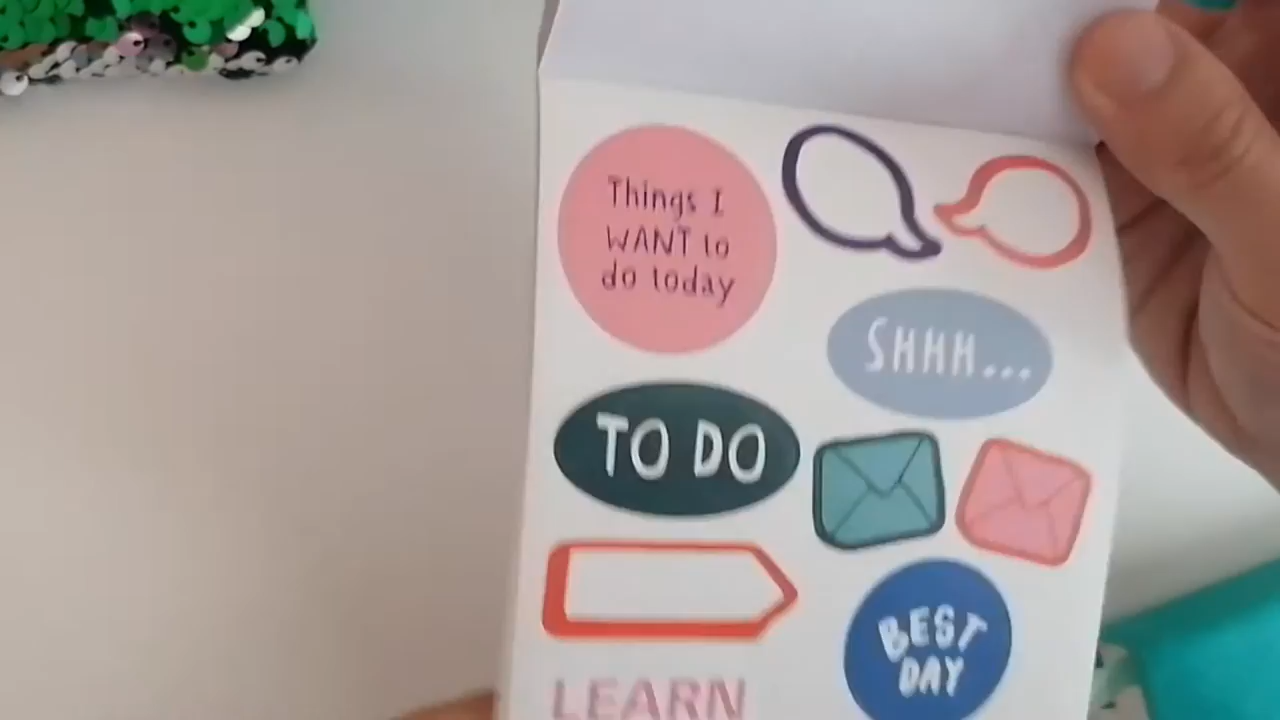 Things I
WANT to
do today
SHHH...
TO DO
BEST
DAY
LEARN